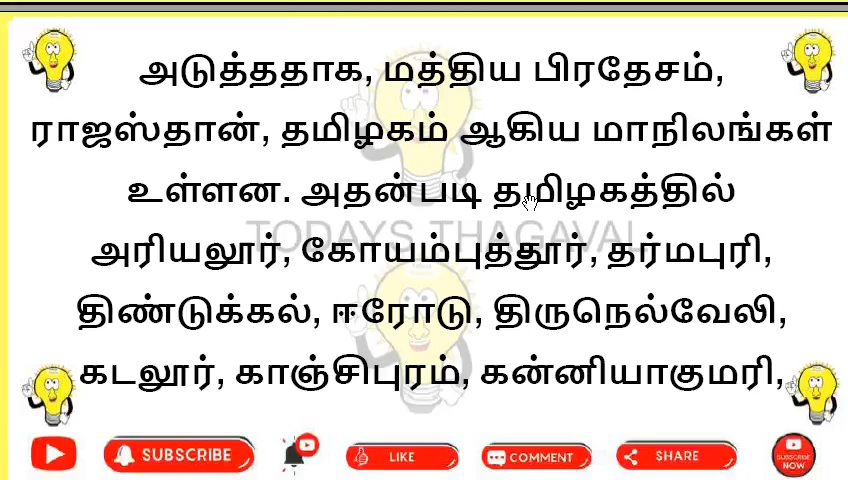 அடுத்ததாக, மத்திய பிரதேசம்,
ராஜஸ்தான், தமிழகம் ஆகிய மாநிலங்கள்
உள்ளன. அதன்படி தமிழகத்தில்
TODAYS THAGAVAL
அரியலூர், கோயம்புத்தூர், தர்மபுரி,
திண்டுக்கல், ஈரோடு, திருநெல்வேலி,
கடலூர், காஞ்சிபுரம், கன்னியாகுமரி,
SUBSCRIBE LIKE COMMENT SHARE SUBSCRIBE NOW